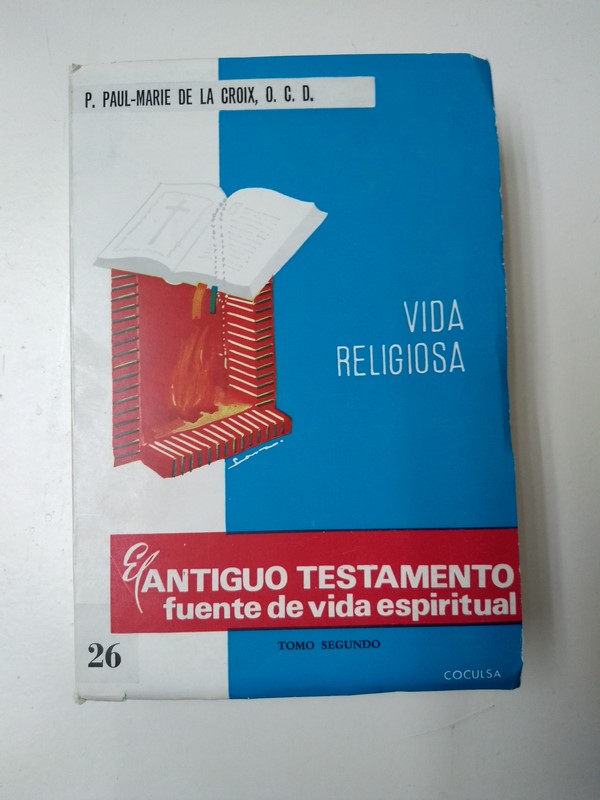 P. PAUL-MARIE DE LA CROIX, O. C. D.
VIDA
RELIGIOSA
El ANTIGUO TESTAMENTO
fuente de vida espiritual
TOMO SEGUNDO
26
COCULSA